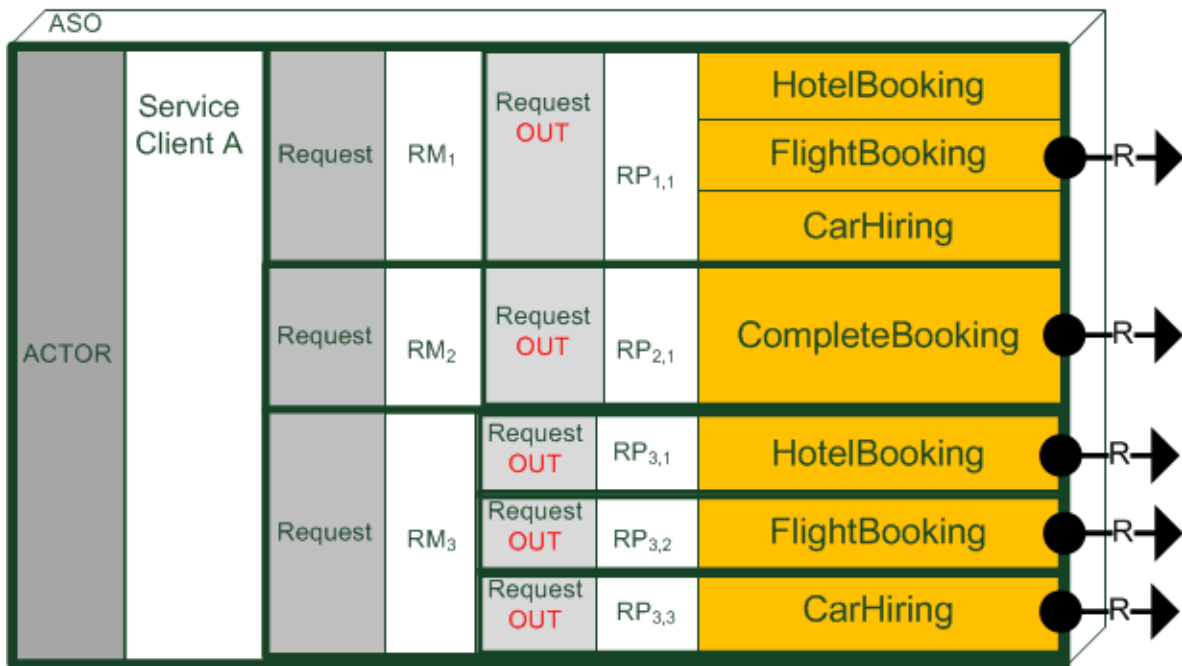 ASO
ACTOR
Service
Client A
Request
RM₁
Request
OUT
RP₁,₁
HotelBooking
FlightBooking
CarHiring
R
Request
RM₂
Request
OUT
RP₂,₁
CompleteBooking
R
Request
RM₃
Request
OUT
RP₃,₁
HotelBooking
R
Request
OUT
RP₃,₂
FlightBooking
R
Request
OUT
RP₃,₃
CarHiring
R